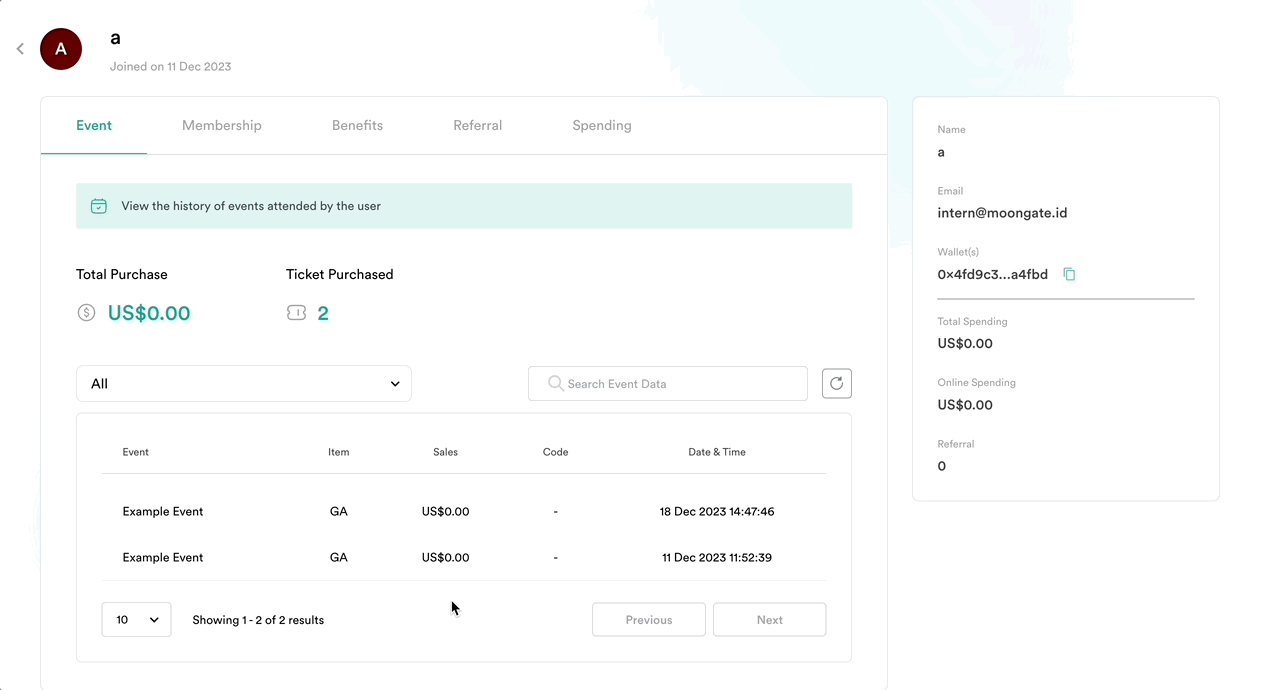 A
a
Joined on 11 Dec 2023
Event Membership Benefits Referral Spending
View the history of events attended by the user
Total Purchase Ticket Purchased
US$0.00 2
All Search Event Data
Event Item Sales Code Date & Time
Example Event GA US$0.00 - 18 Dec 2023 14:47:46
Example Event GA US$0.00 - 11 Dec 2023 11:52:39
10 Showing 1 - 2 of 2 results Previous Next
Name
a
Email
intern@moongate.id
Wallet(s)
0x4fd9c3...a4fbd
Total Spending
US$0.00
Online Spending
US$0.00
Referral
0